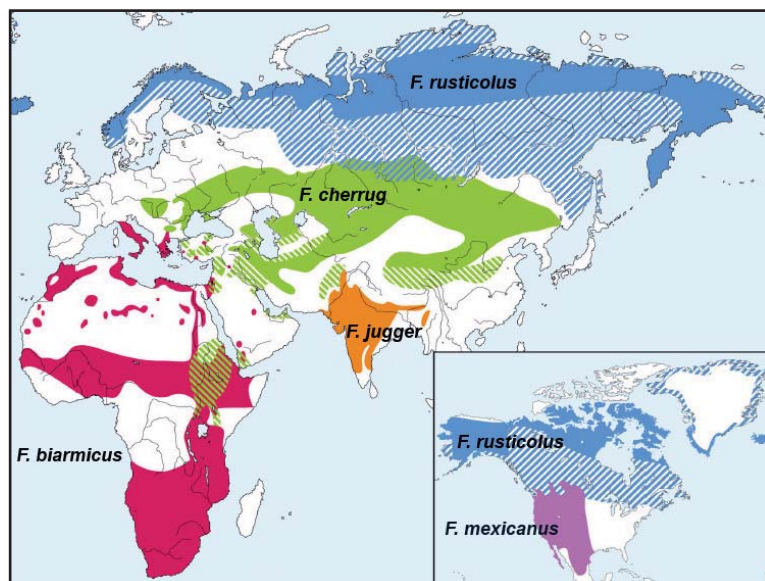 F. rusticolus
F. cherrug
F. jugger
F. biarmicus
F. rusticolus
F. mexicanus